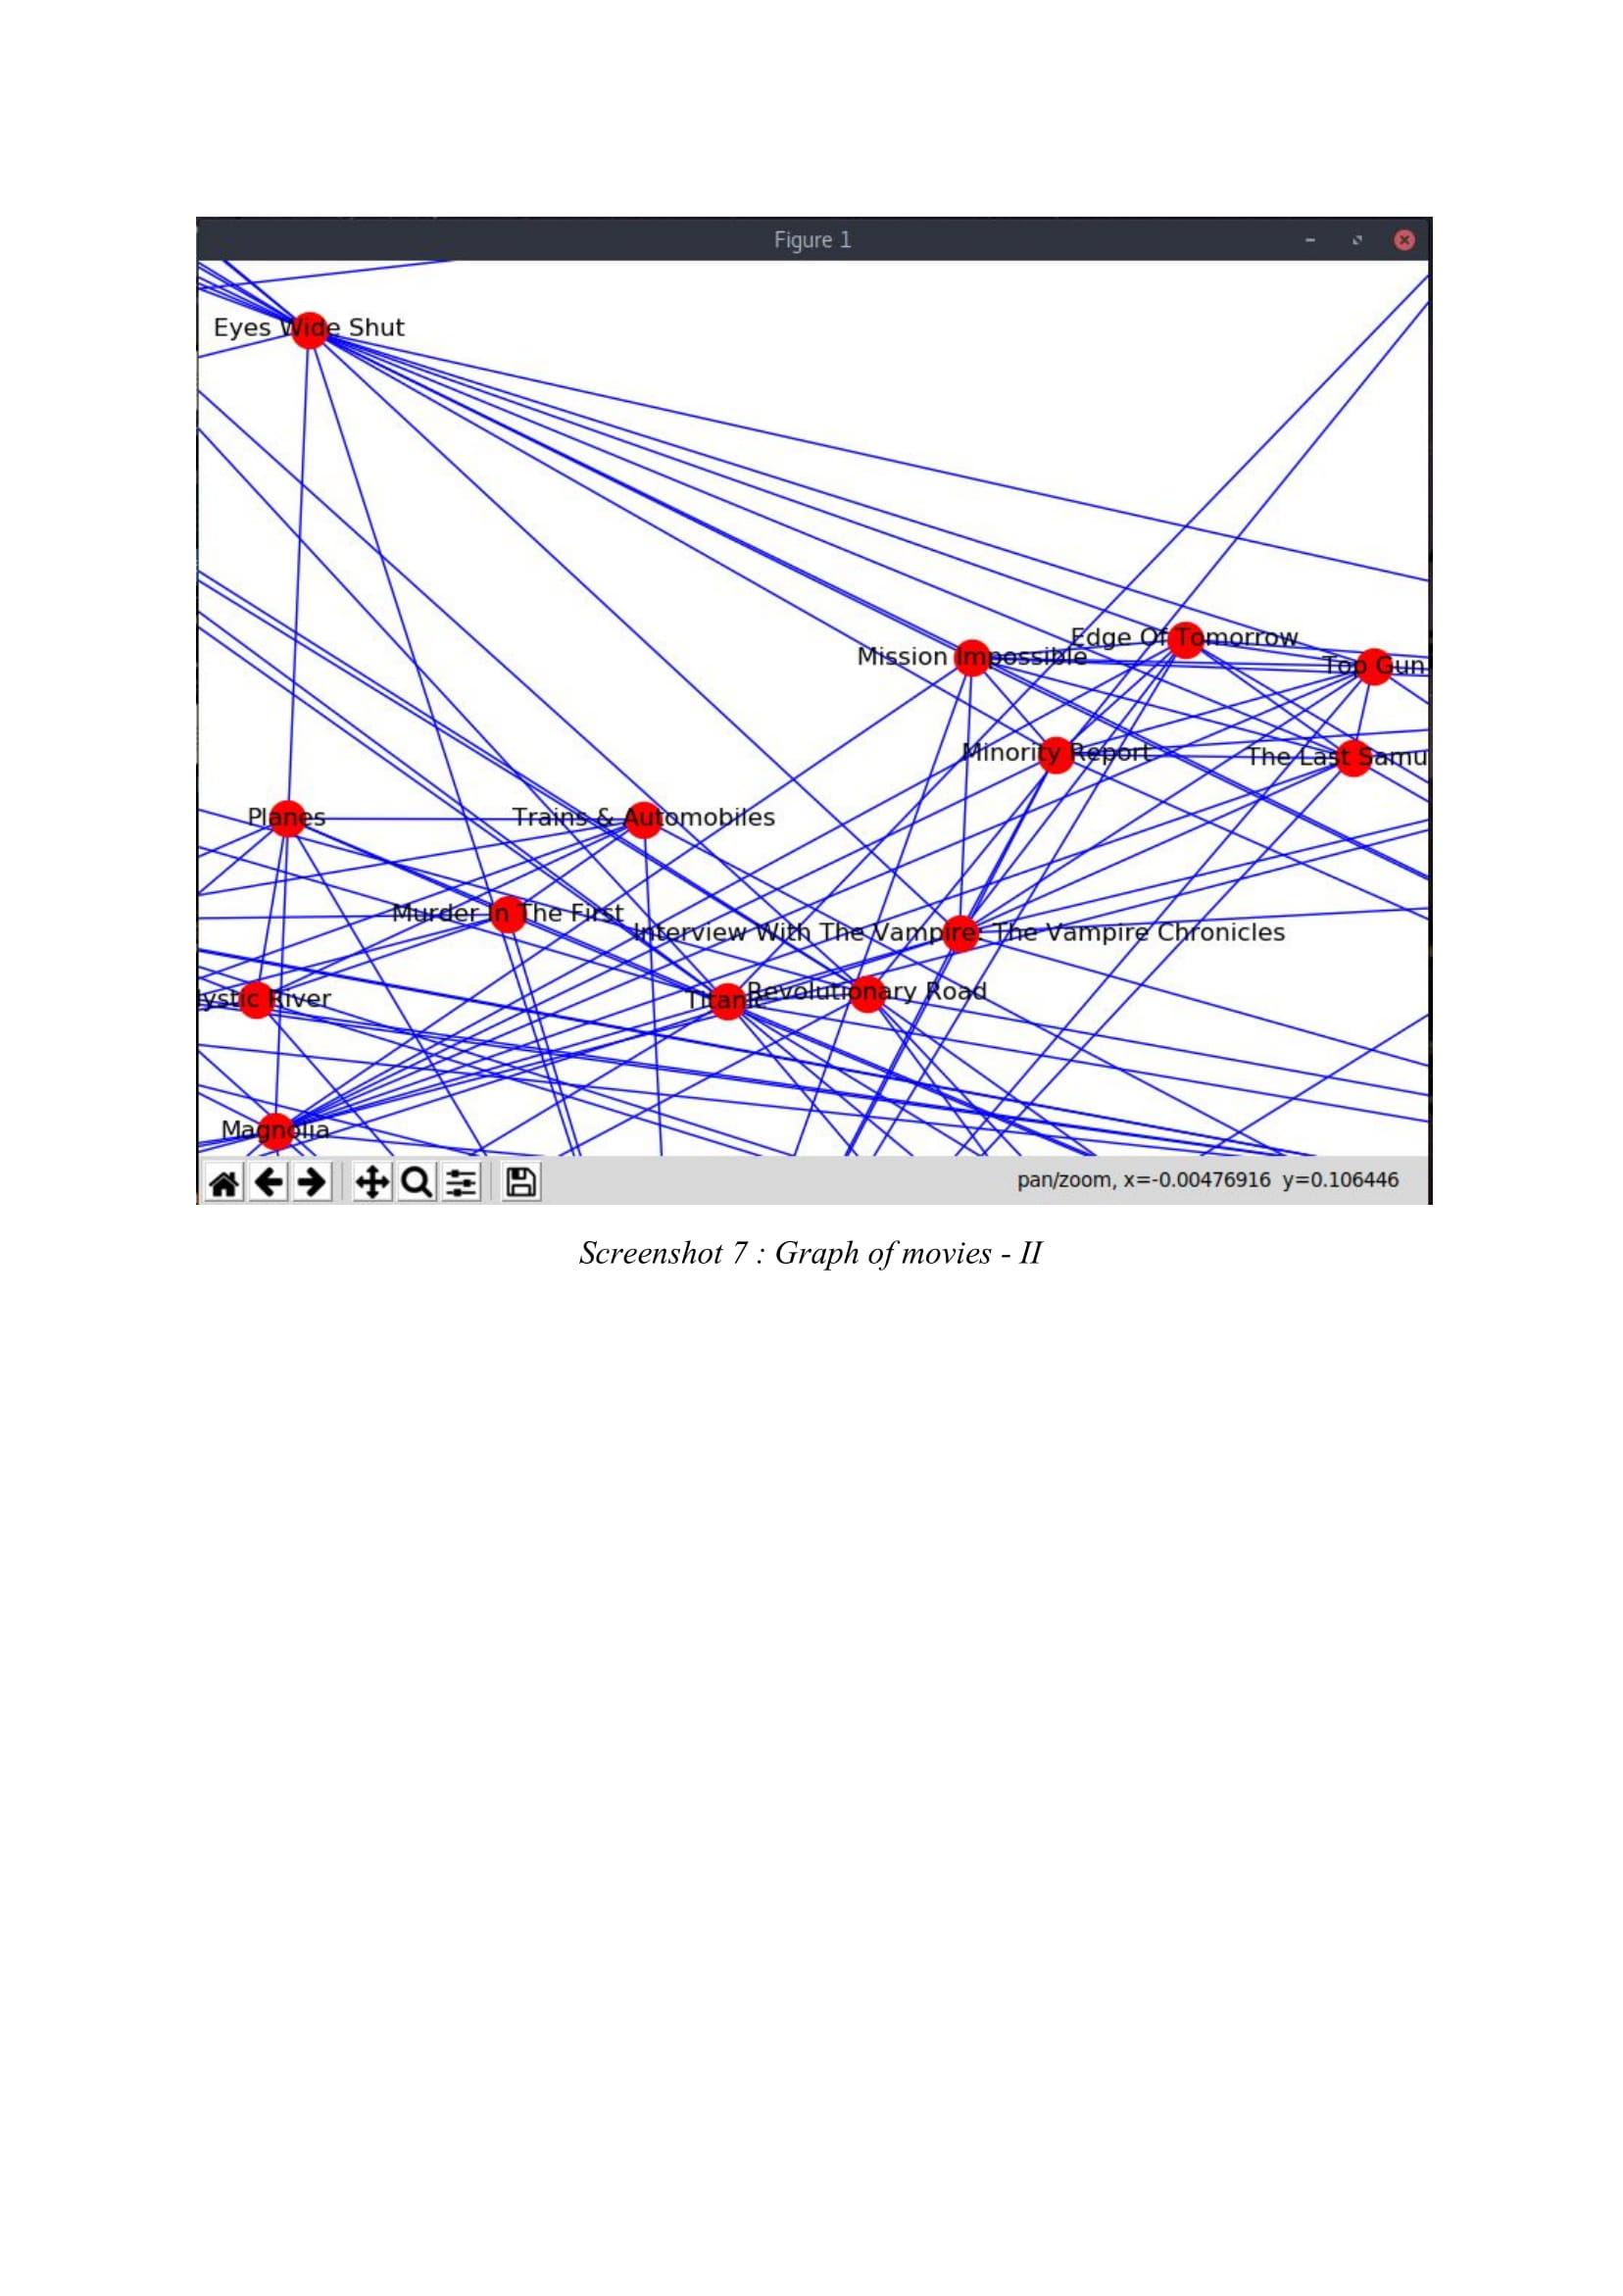 Figure 1
Eyes Wide Shut
Edge Of Tomorrow
Mission Impossible
Top Gun
Minority Report
The Last Samu
Planes
Trains & Automobiles
Murder In The First
Interview With The Vampire: The Vampire Chronicles
ystic River
Titanic
Revolutionary Road
Magnolia
pan/zoom, x=-0.00476916 y=0.106446
Screenshot 7 : Graph of movies - II